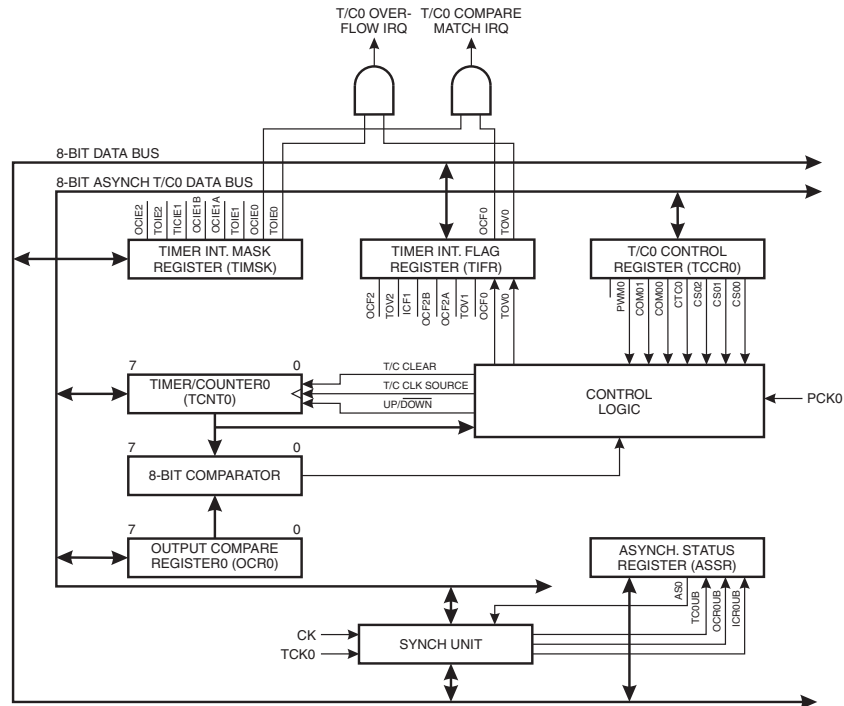 T/C0 OVER-
FLOW IRQ
T/C0 COMPARE
MATCH IRQ
8-BIT DATA BUS
8-BIT ASYNCH T/C0 DATA BUS
OCIE2
TOIE2
TICIE1
OCIE1B
OCIE1A
TOIE1
OCIE0
TOIE0
OCF0
TOV0
TIMER INT. MASK
REGISTER (TIMSK)
TIMER INT. FLAG
REGISTER (TIFR)
T/C0 CONTROL
REGISTER (TCCR0)
OCF2
TOV2
ICF1
OCF2B
OCF2A
TOV1
OCF0
TOV0
PWM0
COM01
COM00
CTC0
CS02
CS01
CS00
7
0
TIMER/COUNTER0
(TCNT0)
T/C CLEAR
T/C CLK SOURCE
UP/DOWN
CONTROL
LOGIC
PCK0
7
0
8-BIT COMPARATOR
7
0
OUTPUT COMPARE
REGISTER0 (OCR0)
ASYNCH. STATUS
REGISTER (ASSR)
AS0
TC0UB
OCR0UB
ICR0UB
CK
TCK0
SYNCH UNIT